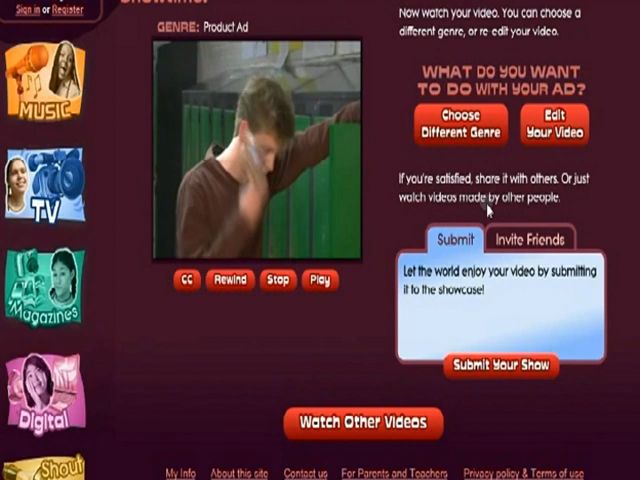 Sign in or Register
Showtime!
GENRE: Product Ad
Now watch your video. You can choose a
different genre, or re edit your video.
WHAT DO YOU WANT
TO DO WITH YOUR AD?
Choose
Different Genre
Edit
Your Video
If you're satisfied, share it with others. Or just
watch videos made by other people.
Submit
Invite Friends
Let the world enjoy your video by submitting
it to the showcase!
Submit Your Show
CC
Rewind
Stop
Play
Watch Other Videos
MUSIC
TV
Magazines
Digital
Shout
My Info
About this site
Contact us
For Parents and Teachers
Privacy policy & Terms of use